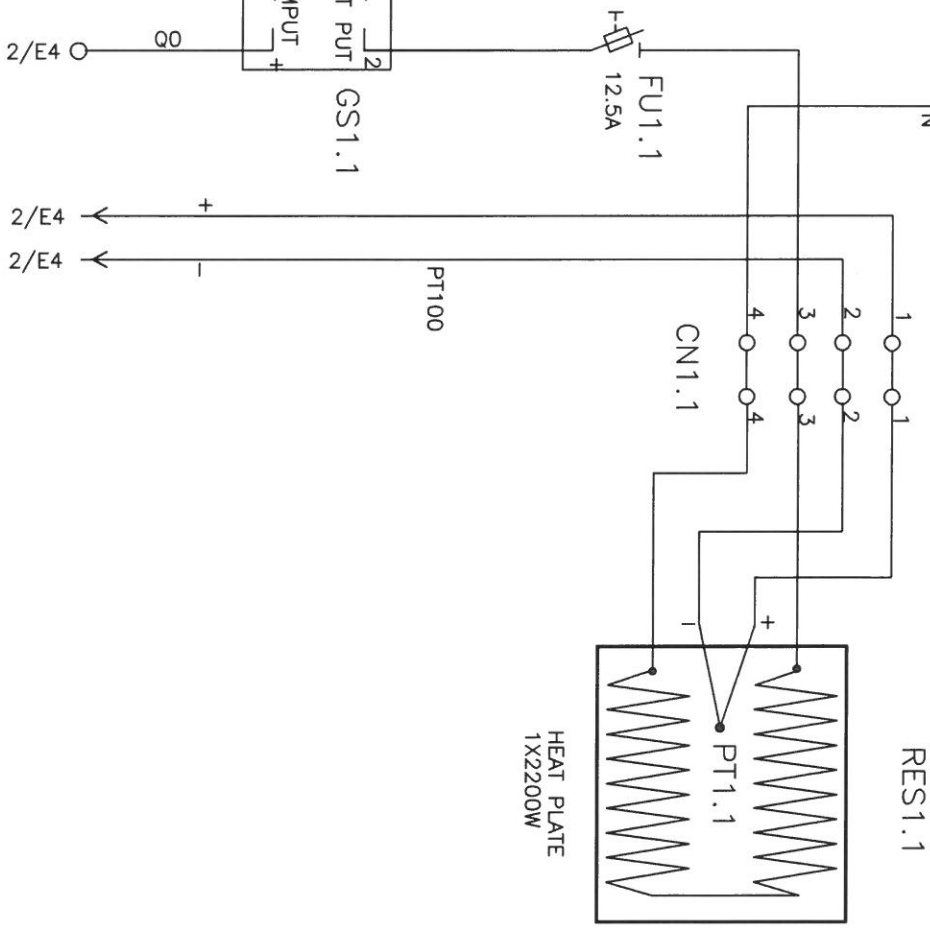 2/E4
Q0
+
2
GS1.1
FU1.1
12.5A
N
2/E4
+
2/E4
-
PT100
4
3
2
1
CN1.1
4
3
2
1
-
+
PT1.1
RES1.1
HEAT PLATE
1X2200W